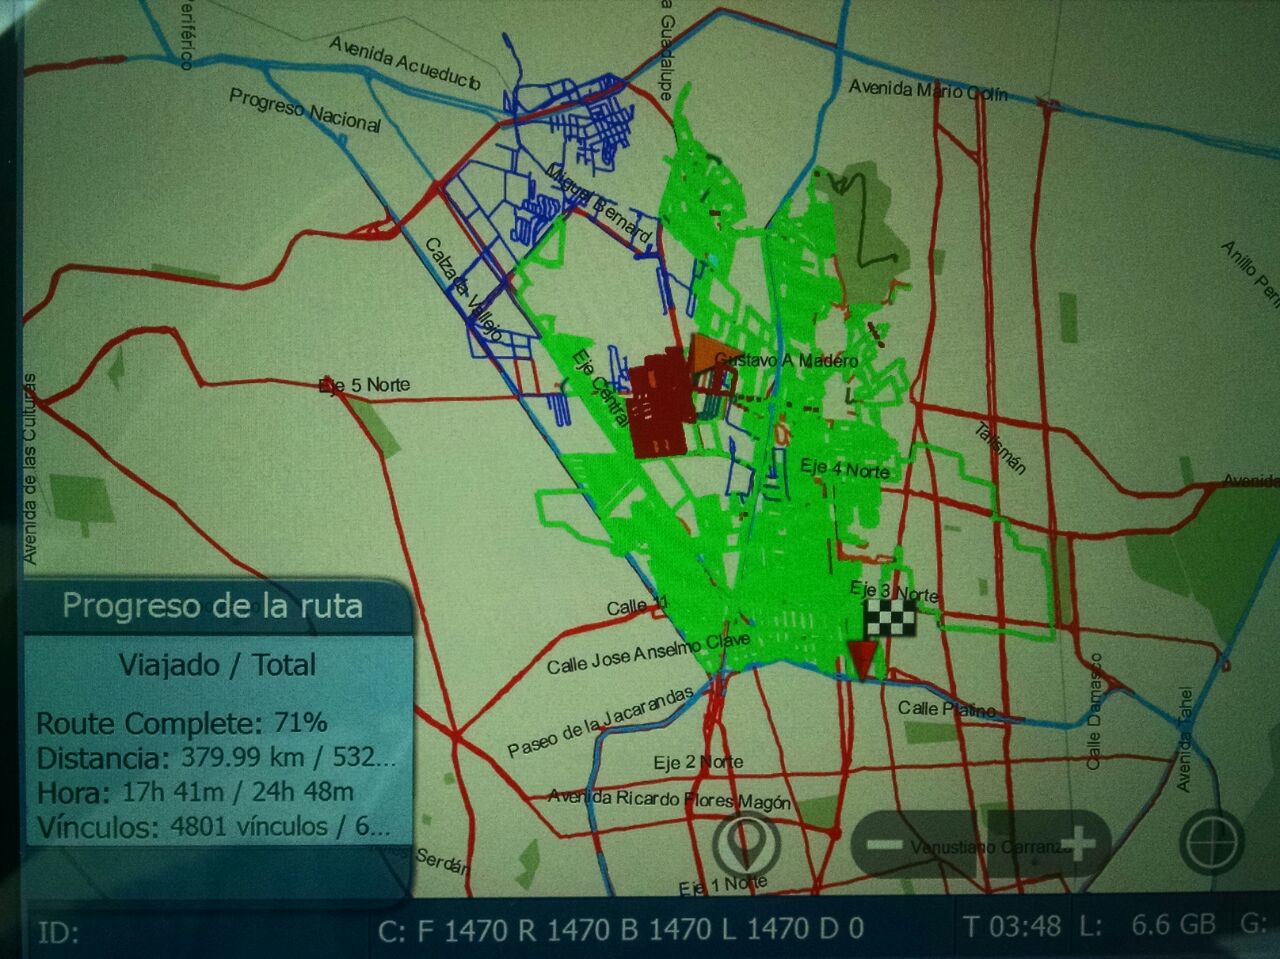 Periférico
Avenida Acueducto
Progreso Nacional
a Guadalupe
Avenida Mario Colín
Miguel Bernard
Calzada Vallejo
Anillo Peri
Eje 5 Norte
Eje Central
Gustavo A Madero
Avenida de las Culturas
Talismán
Eje 4 Norte
Avenida
Eje 3 Norte
Calle 11
Calle Jose Anselmo Clave
Paseo de la Jacarandas
Calle Platino
Calle Damasco
Avenida Tahel
Eje 2 Norte
Avenida Ricardo Flores Magón
Venustiano Carranza
Serdán
Eje 1 Norte
Progreso de la ruta
Viajado / Total
Route Complete: 71%
Distancia: 379.99 km / 532...
Hora: 17h 41m / 24h 48m
Vínculos: 4801 vínculos / 6...
ID: C: F 1470 R 1470 B 1470 L 1470 D 0 T 03:48 L: 6.6 GB G: